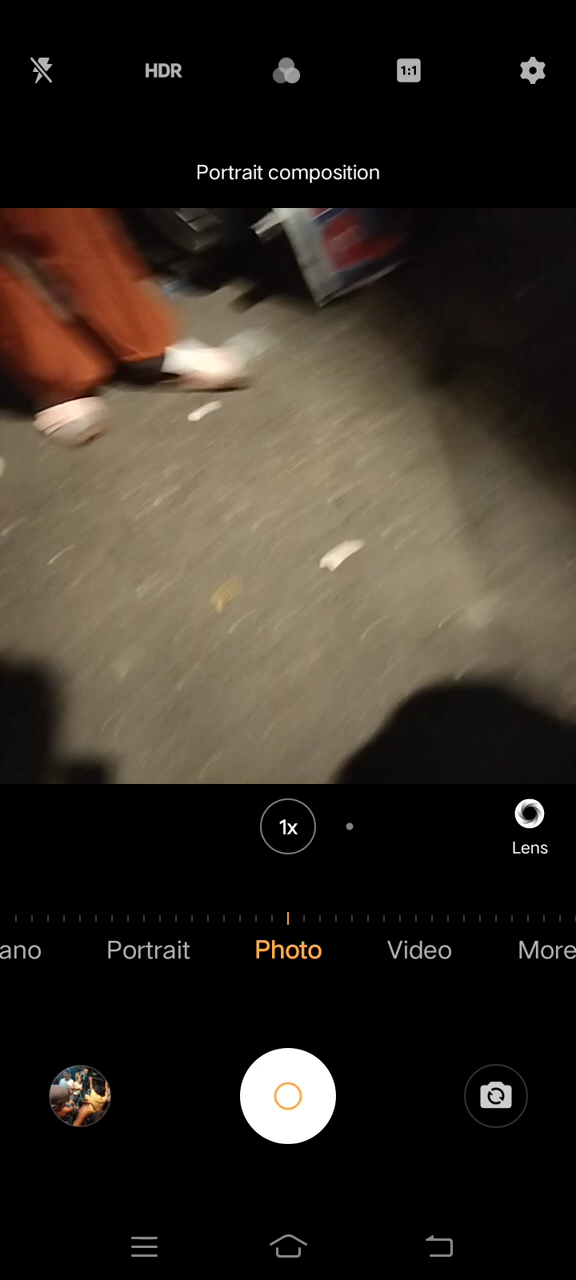 HDR
1:1
Portrait composition
1x
Lens
ano
Portrait
Photo
Video
More